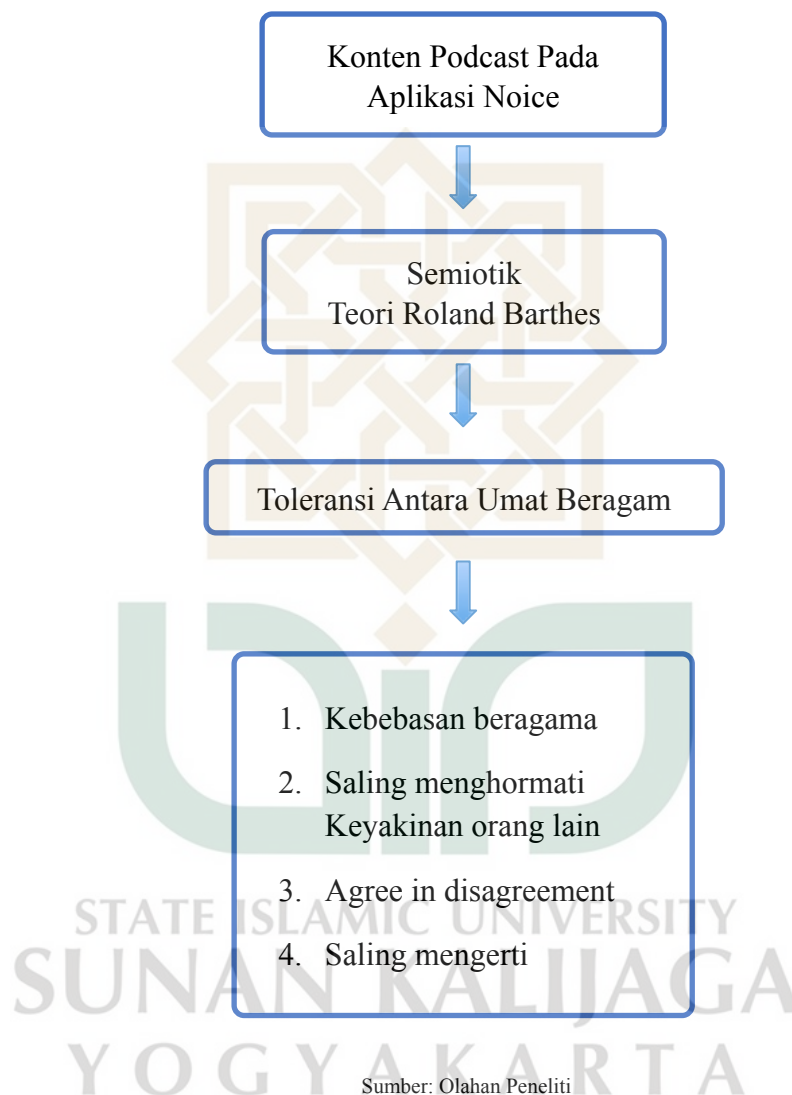 Konten Podcast Pada
Aplikasi Noice
Semiotik
Teori Roland Barthes
Toleransi Antara Umat Beragam
1. Kebebasan beragama
2. Saling menghormati
Keyakinan orang lain
3. Agree in disagreement
4. Saling mengerti
STATE ISLAMIC UNIVERSITY
SUNAN KALIJAGA
YOGYAKARTA
Sumber: Olahan Peneliti